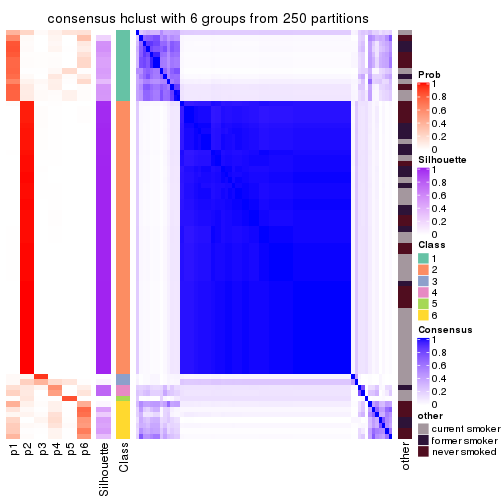 consensus hclust with 6 groups from 250 partitions
Prob
1
0.8
0.6
0.4
0.2
0
Silhouette
1
0.8
0.6
0.4
0.2
0
Class
1
2
3
4
5
6
Consensus
1
0.8
0.6
0.4
0.2
0
other
current smoker
former smoker
never smoked
p1
p2
p3
p4
p5
p6
Silhouette
Class
other